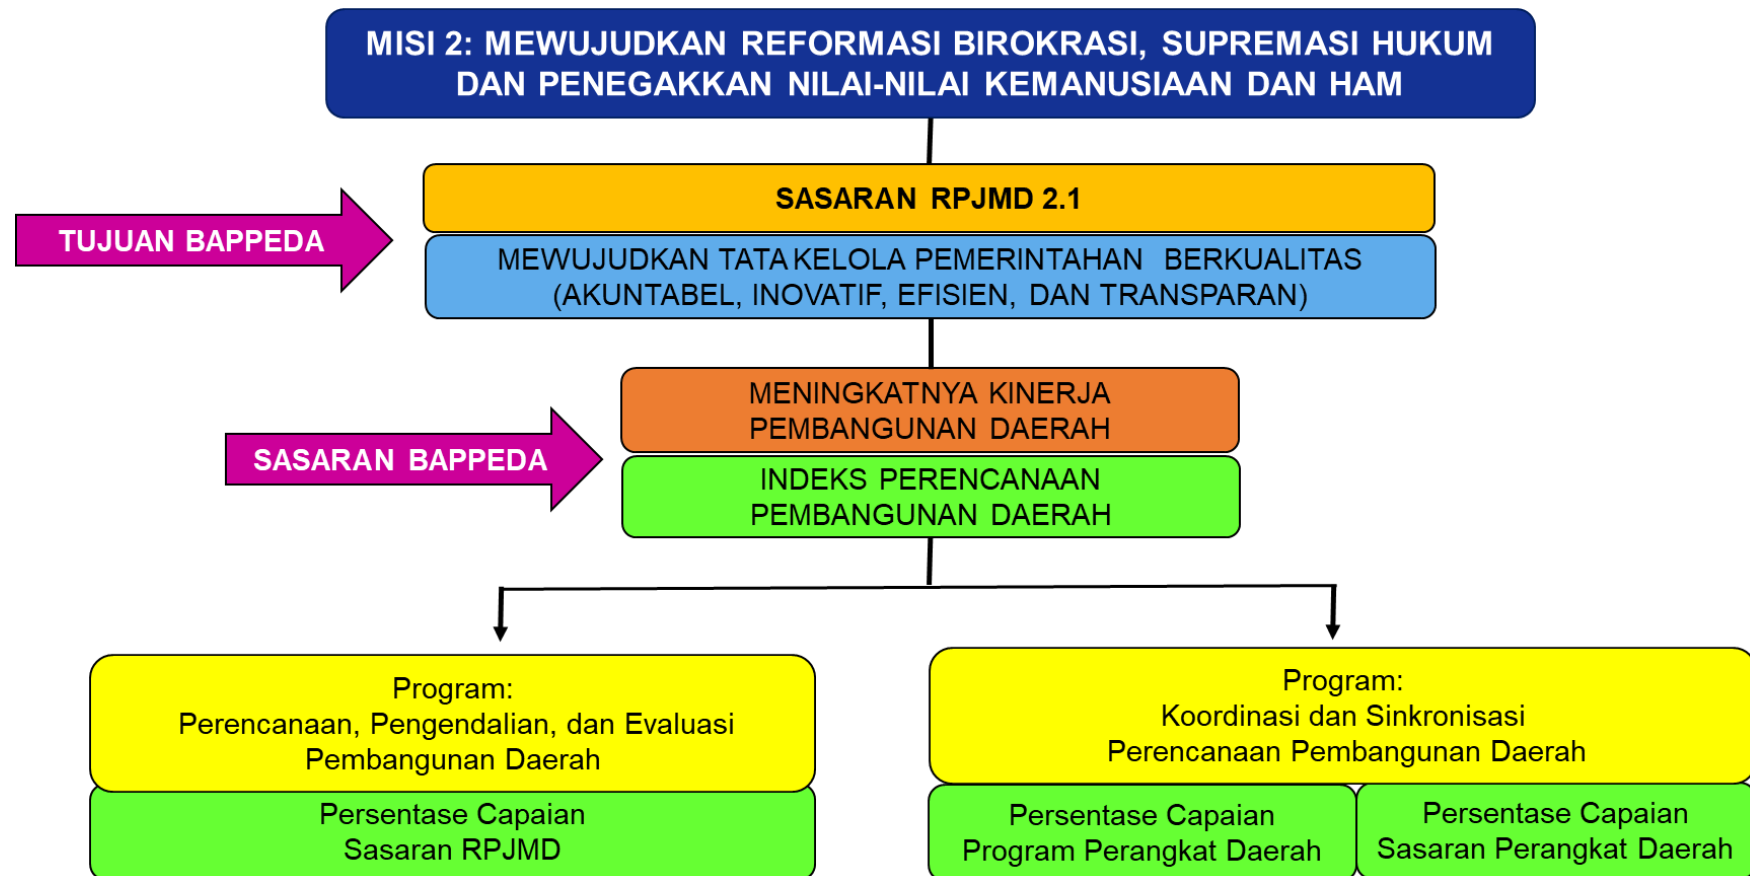 MISI 2: MEWUJUDKAN REFORMASI BIROKRASI, SUPREMASI HUKUM
DAN PENEGAKKAN NILAI-NILAI KEMANUSIAAN DAN HAM
SASARAN RPJMD 2.1
TUJUAN BAPPEDA
MEWUJUDKAN TATA KELOLA PEMERINTAHAN BERKUALITAS
(AKUNTABEL, INOVATIF, EFISIEN, DAN TRANSPARAN)
MENINGKATNYA KINERJA
PEMBANGUNAN DAERAH
SASARAN BAPPEDA
INDEKS PERENCANAAN
PEMBANGUNAN DAERAH
Program:
Perencanaan, Pengendalian, dan Evaluasi
Pembangunan Daerah
Persentase Capaian
Sasaran RPJMD
Program:
Koordinasi dan Sinkronisasi
Perencanaan Pembangunan Daerah
Persentase Capaian
Program Perangkat Daerah
Persentase Capaian
Sasaran Perangkat Daerah